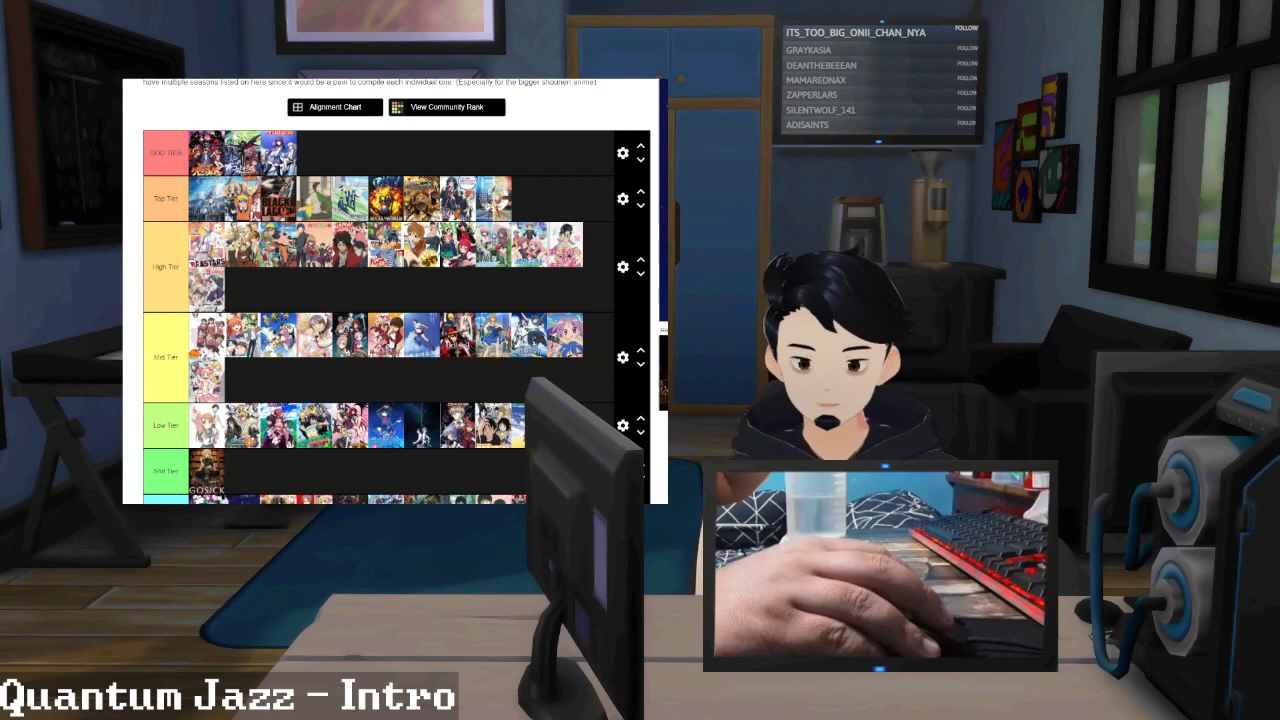 have multiple seasons listed on here since it would be a pain to compile each individual one. (Especially for the bigger shounen anime)
Alignment Chart
View Community Rank
GOD TIER
Top Tier
High Tier
BEASTARS
Mid Tier
Low Tier
Shit Tier
GOSICK
ITS_TOO_BIG_ONII_CHAN_NYA FOLLOW
GRAYKASIA FOLLOW
DEANTHEBEEEAN FOLLOW
MAMAREDNAX FOLLOW
ZAPPERLARS FOLLOW
SILENTWOLF_141 FOLLOW
ADISAINTS FOLLOW
Quantum Jazz - Intro